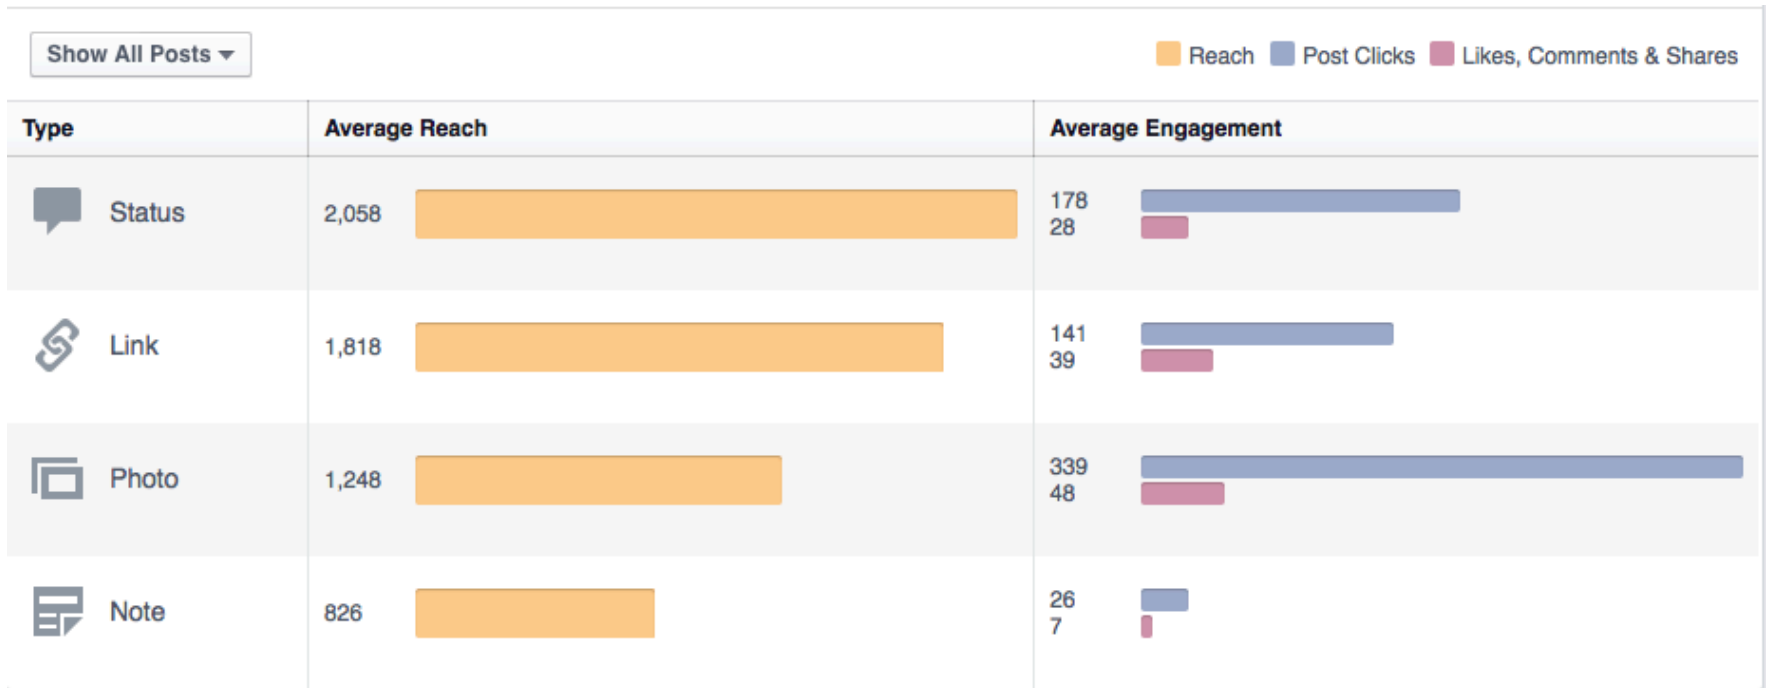 Show All Posts
Reach Post Clicks Likes, Comments & Shares
Type Average Reach Average Engagement
Status 2,058 178
28
Link 1,818 141
39
Photo 1,248 339
48
Note 826 26
7